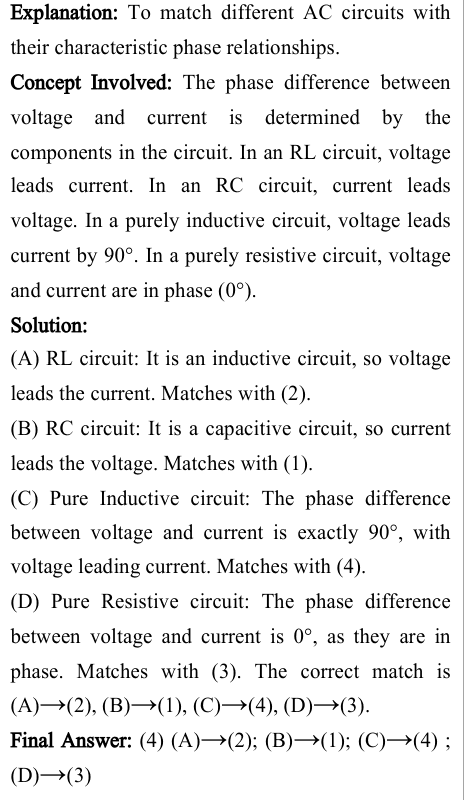 Explanation: To match different AC circuits with
their characteristic phase relationships.
Concept Involved: The phase difference between
voltage and current is determined by the
components in the circuit. In an RL circuit, voltage
leads current. In an RC circuit, current leads
voltage. In a purely inductive circuit, voltage leads
current by 90°. In a purely resistive circuit, voltage
and current are in phase (0°).
Solution:
(A) RL circuit: It is an inductive circuit, so voltage
leads the current. Matches with (2).
(B) RC circuit: It is a capacitive circuit, so current
leads the voltage. Matches with (1).
(C) Pure Inductive circuit: The phase difference
between voltage and current is exactly 90°, with
voltage leading current. Matches with (4).
(D) Pure Resistive circuit: The phase difference
between voltage and current is 0°, as they are in
phase. Matches with (3). The correct match is
(A)→(2), (B)→(1), (C)→(4), (D)→(3).
Final Answer: (4) (A)→(2); (B)→(1); (C)→(4) ;
(D)→(3)